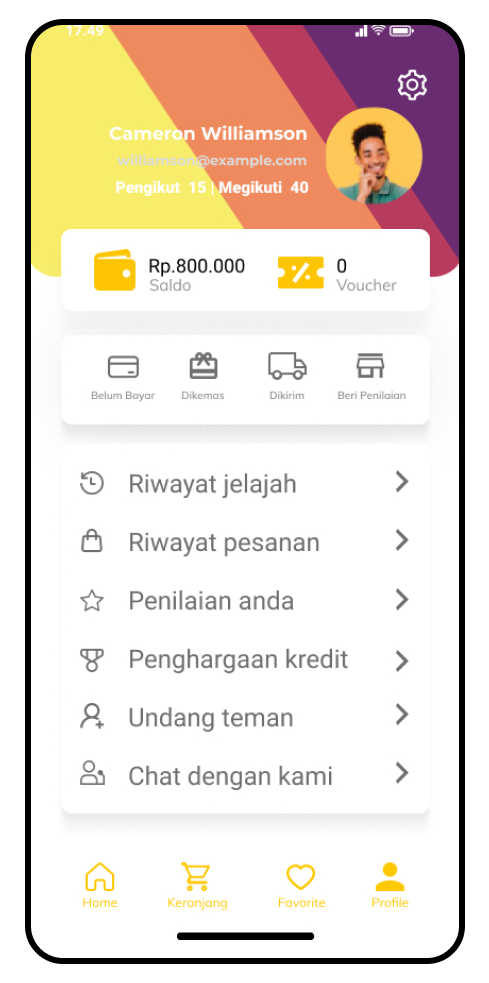 17.49
Cameron Williamson
williamson@example.com
Pengikut 15 | Megikuti 40
Rp.800.000
Saldo
0
Voucher
Belum Bayar
Dikemas
Dikirim
Beri Penilaian
Riwayat jelajah
Riwayat pesanan
Penilaian anda
Penghargaan kredit
Undang teman
Chat dengan kami
Home
Keranjang
Favorite
Profile